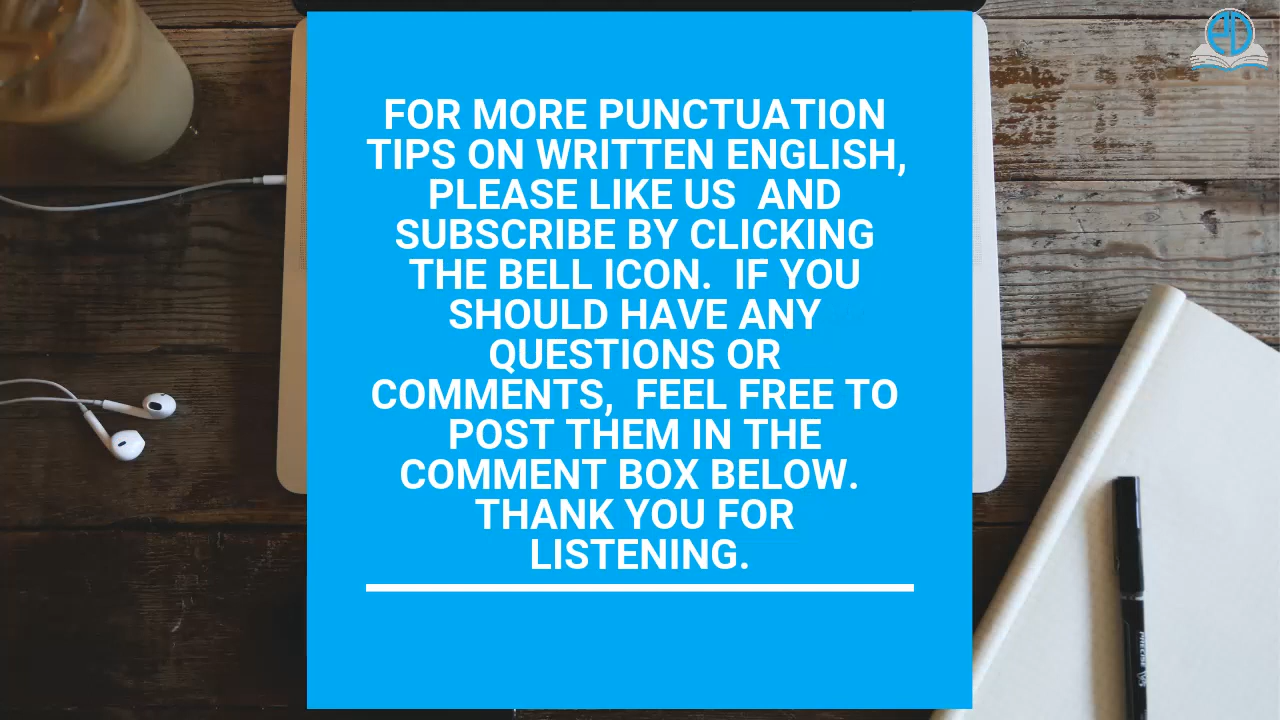 FOR MORE PUNCTUATION
TIPS ON WRITTEN ENGLISH,
PLEASE LIKE US  AND
SUBSCRIBE BY CLICKING
THE BELL ICON.  IF YOU
SHOULD HAVE ANY
QUESTIONS OR
COMMENTS,  FEEL FREE TO
POST THEM IN THE
COMMENT BOX BELOW.
THANK YOU FOR
LISTENING.
PRECISE V5